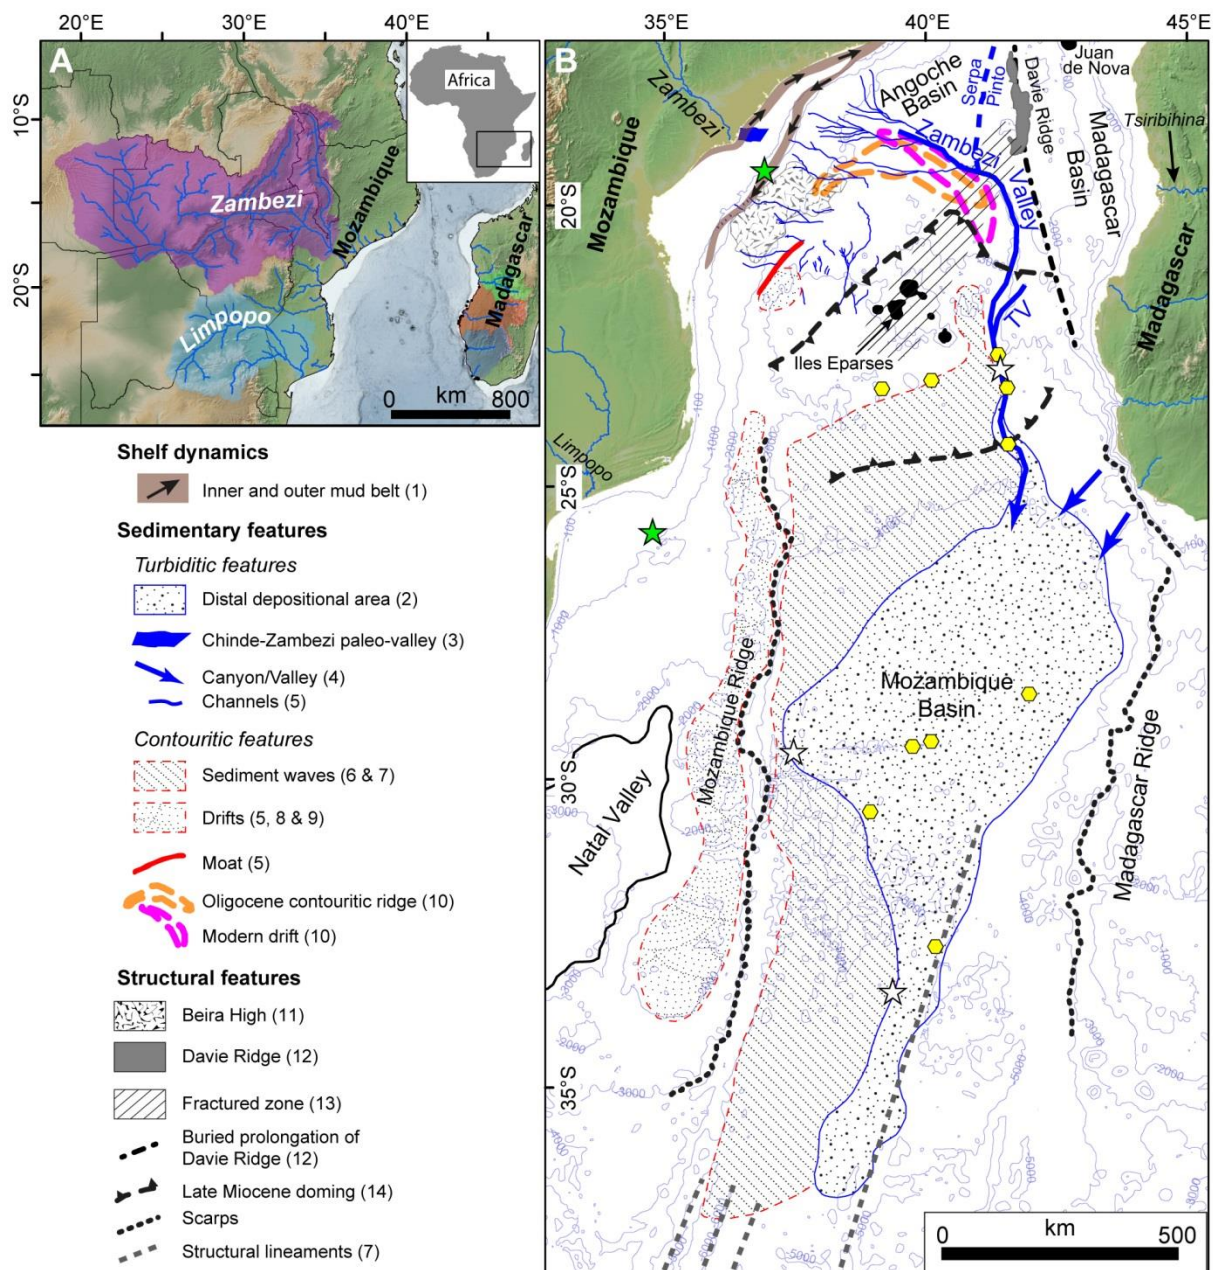 20°E 30°E 40°E
A
Africa
10°S
20°S
Zambezi
Limpopo
Mozambique
Madagascar
0 km 800
Shelf dynamics
Inner and outer mud belt (1)
Sedimentary features
Turbiditic features
Distal depositional area (2)
Chinde-Zambezi paleo-valley (3)
Canyon/Valley (4)
Channels (5)
Contouritic features
Sediment waves (6 & 7)
Drifts (5, 8 & 9)
Moat (5)
Oligocene contouritic ridge (10)
Modern drift (10)
Structural features
Beira High (11)
Davie Ridge (12)
Fractured zone (13)
Buried prolongation of
Davie Ridge (12)
Late Miocene doming (14)
Scarps
Structural lineaments (7)
35°E 40°E 45°E
B
Juan
de Nova
Zambezi
Angoche
Basin
Serpa
Pinto
Davie Ridge
Madagascar
Basin
Tsiribihina
Zambezi
Valley
Mozambique
20°S
TV
Iles Eparses
Madagascar
Limpopo
25°S
Mozambique
Basin
Mozambique Ridge
Madagascar Ridge
Natal Valley
30°S
35°S
km
0 500